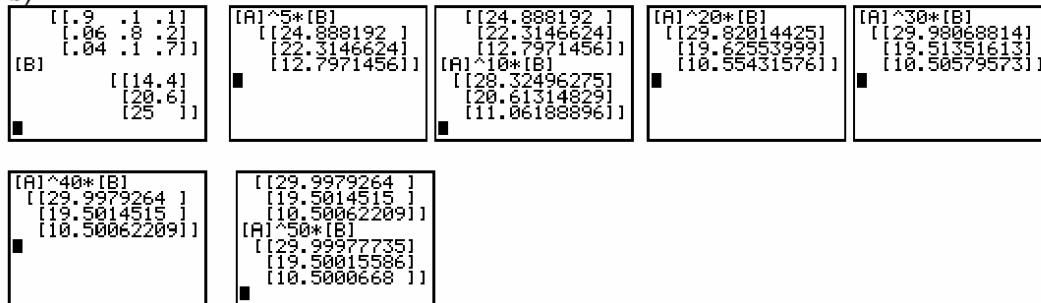 b)
[[.9 .1 .1]
[.06 .8 .2]
[.04 .1 .7]]
[B]
[[14.4]
[20.6]
[25 ]]
[A]^5*[B]
[[24.888192 ]
[22.3146624]
[12.7971456]]
[[24.888192 ]
[22.3146624]
[12.7971456]]
[A]^10*[B]
[[28.32496275]
[20.61314829]
[11.06188896]]
[A]^20*[B]
[[29.82014425]
[19.62553999]
[10.55431576]]
[A]^30*[B]
[[29.98068814]
[19.51351613]
[10.50579573]]
[A]^40*[B]
[[29.9979264 ]
[19.5014515 ]
[10.50062209]]
[[29.9979264 ]
[19.5014515 ]
[10.50062209]]
[A]^50*[B]
[[29.99977735]
[19.50015586]
[10.5000668 ]]